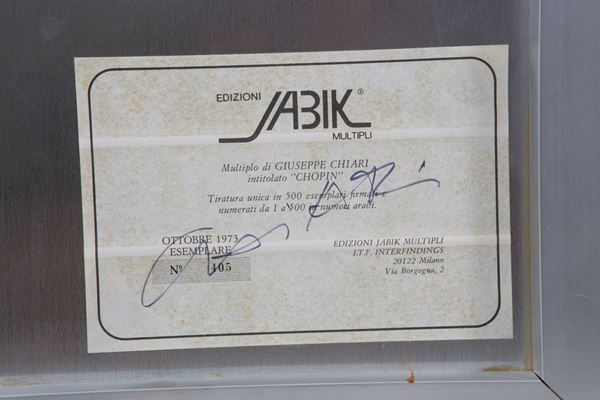 EDIZIONI
JABIK®
MULTIPLI
Multiplo di GIUSEPPE CHIARI
intitolato "CHOPIN"
Tiratura unica in 500 esemplari firmati e
numerati da 1 a 500 in numeri arabi.
OTTOBRE 1973
ESEMPLARE
N° 405
EDIZIONI JABIK MULTIPLI
I.T.F. INTERFINDINGS
20122 Milano
Via Borgogna, 2